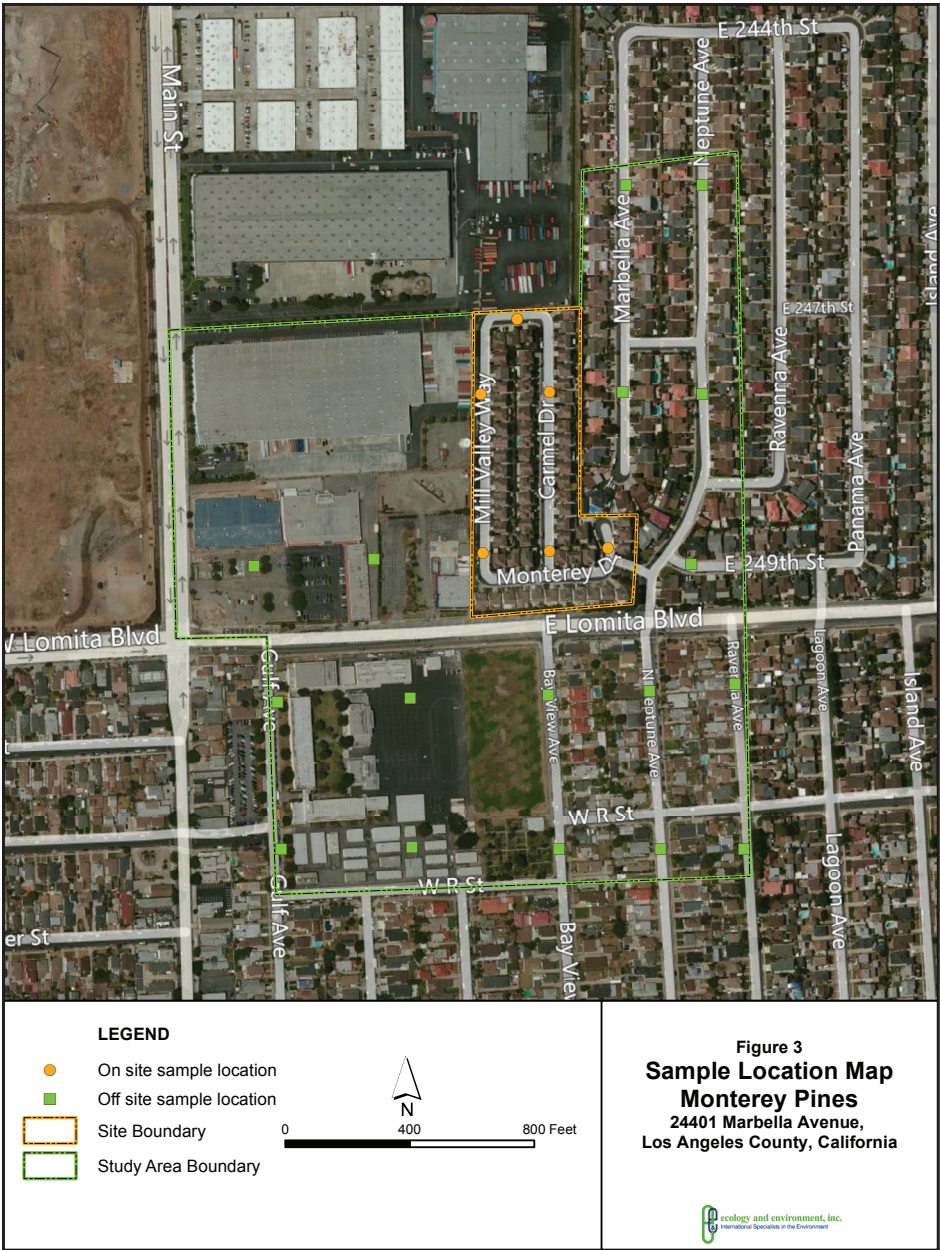 E 244th St
Main St
Neptune Ave
Marbella Ave
Island Ave
E 247th St
Ravenna Ave
Mill Valley Way
Carmel Dr
Panama Ave
Monterey Dr
E 249th St
W Lomita Blvd
E Lomita Blvd
Gulf Ave
Bay View Ave
N Neptune Ave
Ravenna Ave
Lagoon Ave
Island Ave
W R St
Lagoon Ave
W R St
Gulf Ave
er St
Bay View
LEGEND
On site sample location
Off site sample location
Site Boundary
Study Area Boundary
N
0 400 800 Feet
Figure 3
Sample Location Map
Monterey Pines
24401 Marbella Avenue,
Los Angeles County, California
ecology and environment, inc.
International Specialists in the Environment